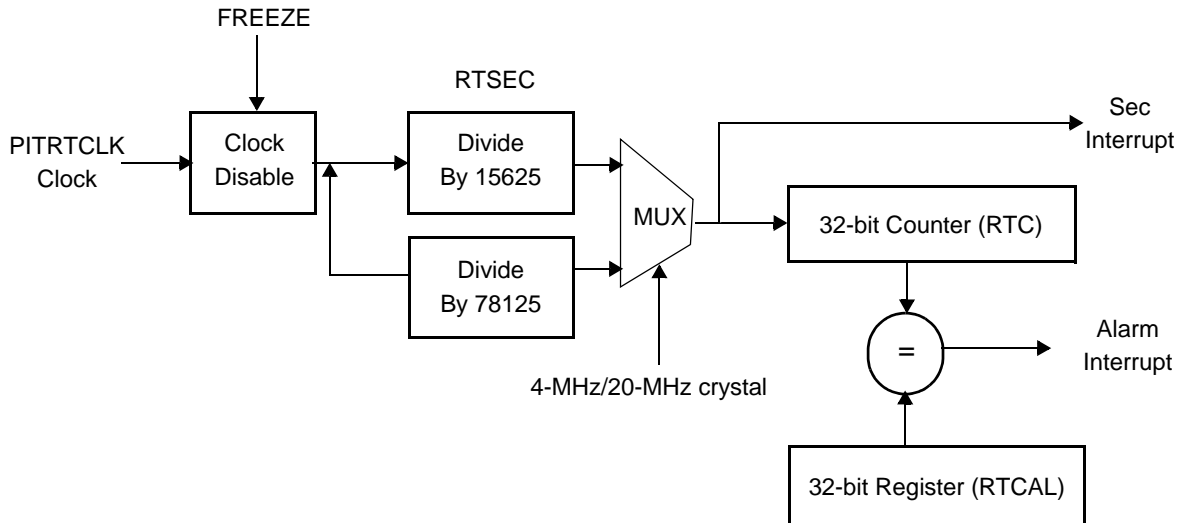 FREEZE
RTSEC
PITRTCLK
Clock
Clock
Disable
Divide
By 15625
Divide
By 78125
MUX
4-MHz/20-MHz crystal
Sec
Interrupt
32-bit Counter (RTC)
=
Alarm
Interrupt
32-bit Register (RTCAL)